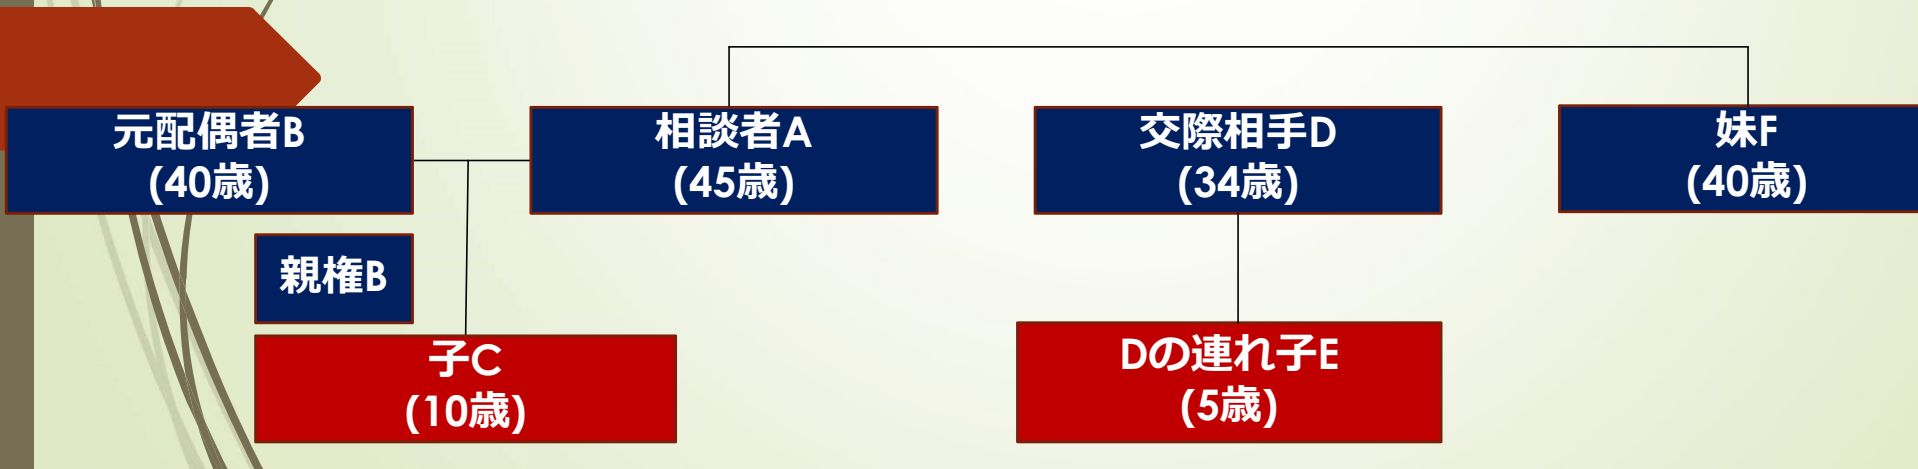 元配偶者B
(40歳)
相談者A
(45歳)
交際相手D
(34歳)
妹F
(40歳)
親権B
子C
(10歳)
Dの連れ子E
(5歳)